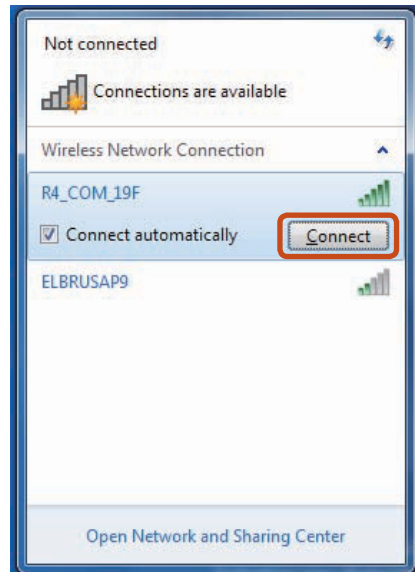 Not connected
Connections are available
Wireless Network Connection
R4_COM_19F
Connect automatically
Connect
ELBRUSAP9
Open Network and Sharing Center